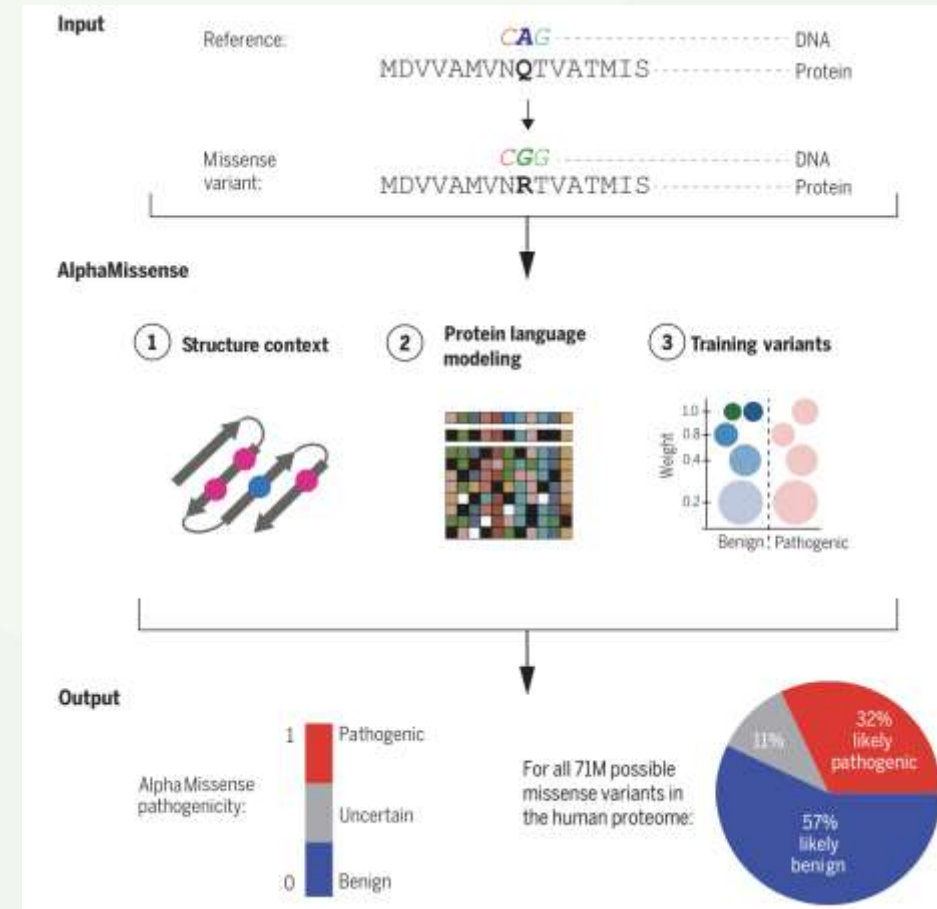 Input
Reference: CAG DNA
MDVVAMVNQTVATMIS Protein
Missense CGG DNA
variant: MDVVAMVNRTVATMIS Protein
AlphaMissense
1 Structure context
2 Protein language
modeling
3 Training variants
Weight
1.0
0.8
0.4
0.2
Benign Pathogenic
Output
AlphaMissense
pathogenicity:
1 Pathogenic
Uncertain
0 Benign
For all 71M possible
missense variants in
the human proteome:
11%
32%
likely
pathogenic
57%
likely
benign